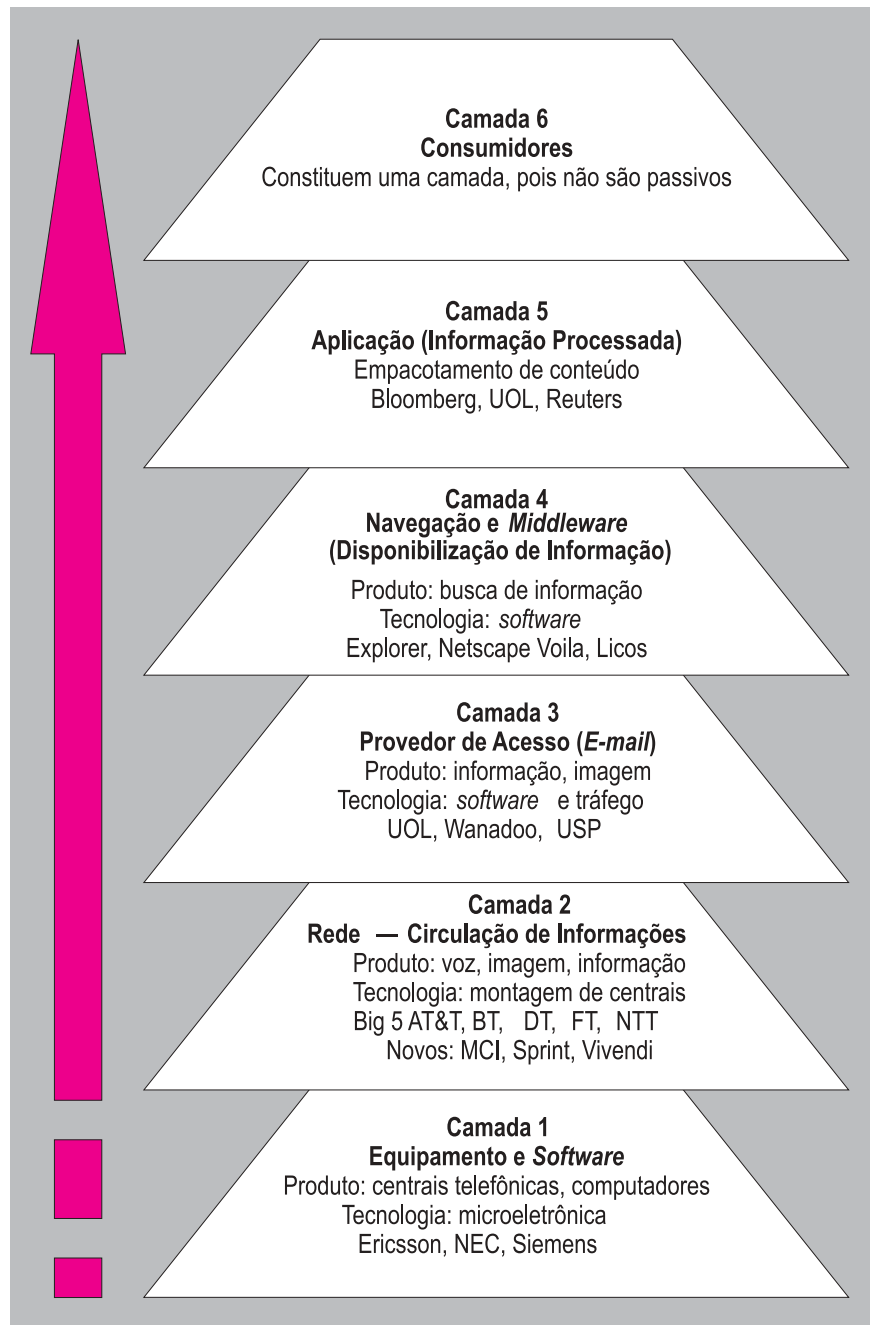 Camada 6
Consumidores
Constituem uma camada, pois não são passivos
Camada 5
Aplicação (Informação Processada)
Empacotamento de conteúdo
Bloomberg, UOL, Reuters
Camada 4
Navegação e Middleware
(Disponibilização de Informação)
Produto: busca de informação
Tecnologia: software
Explorer, Netscape Voila, Licos
Camada 3
Provedor de Acesso (E-mail)
Produto: informação, imagem
Tecnologia: software e tráfego
UOL, Wanadoo, USP
Camada 2
Rede — Circulação de Informações
Produto: voz, imagem, informação
Tecnologia: montagem de centrais
Big 5 AT&T, BT, DT, FT, NTT
Novos: MCI, Sprint, Vivendi
Camada 1
Equipamento e Software
Produto: centrais telefônicas, computadores
Tecnologia: microeletrônica
Ericsson, NEC, Siemens